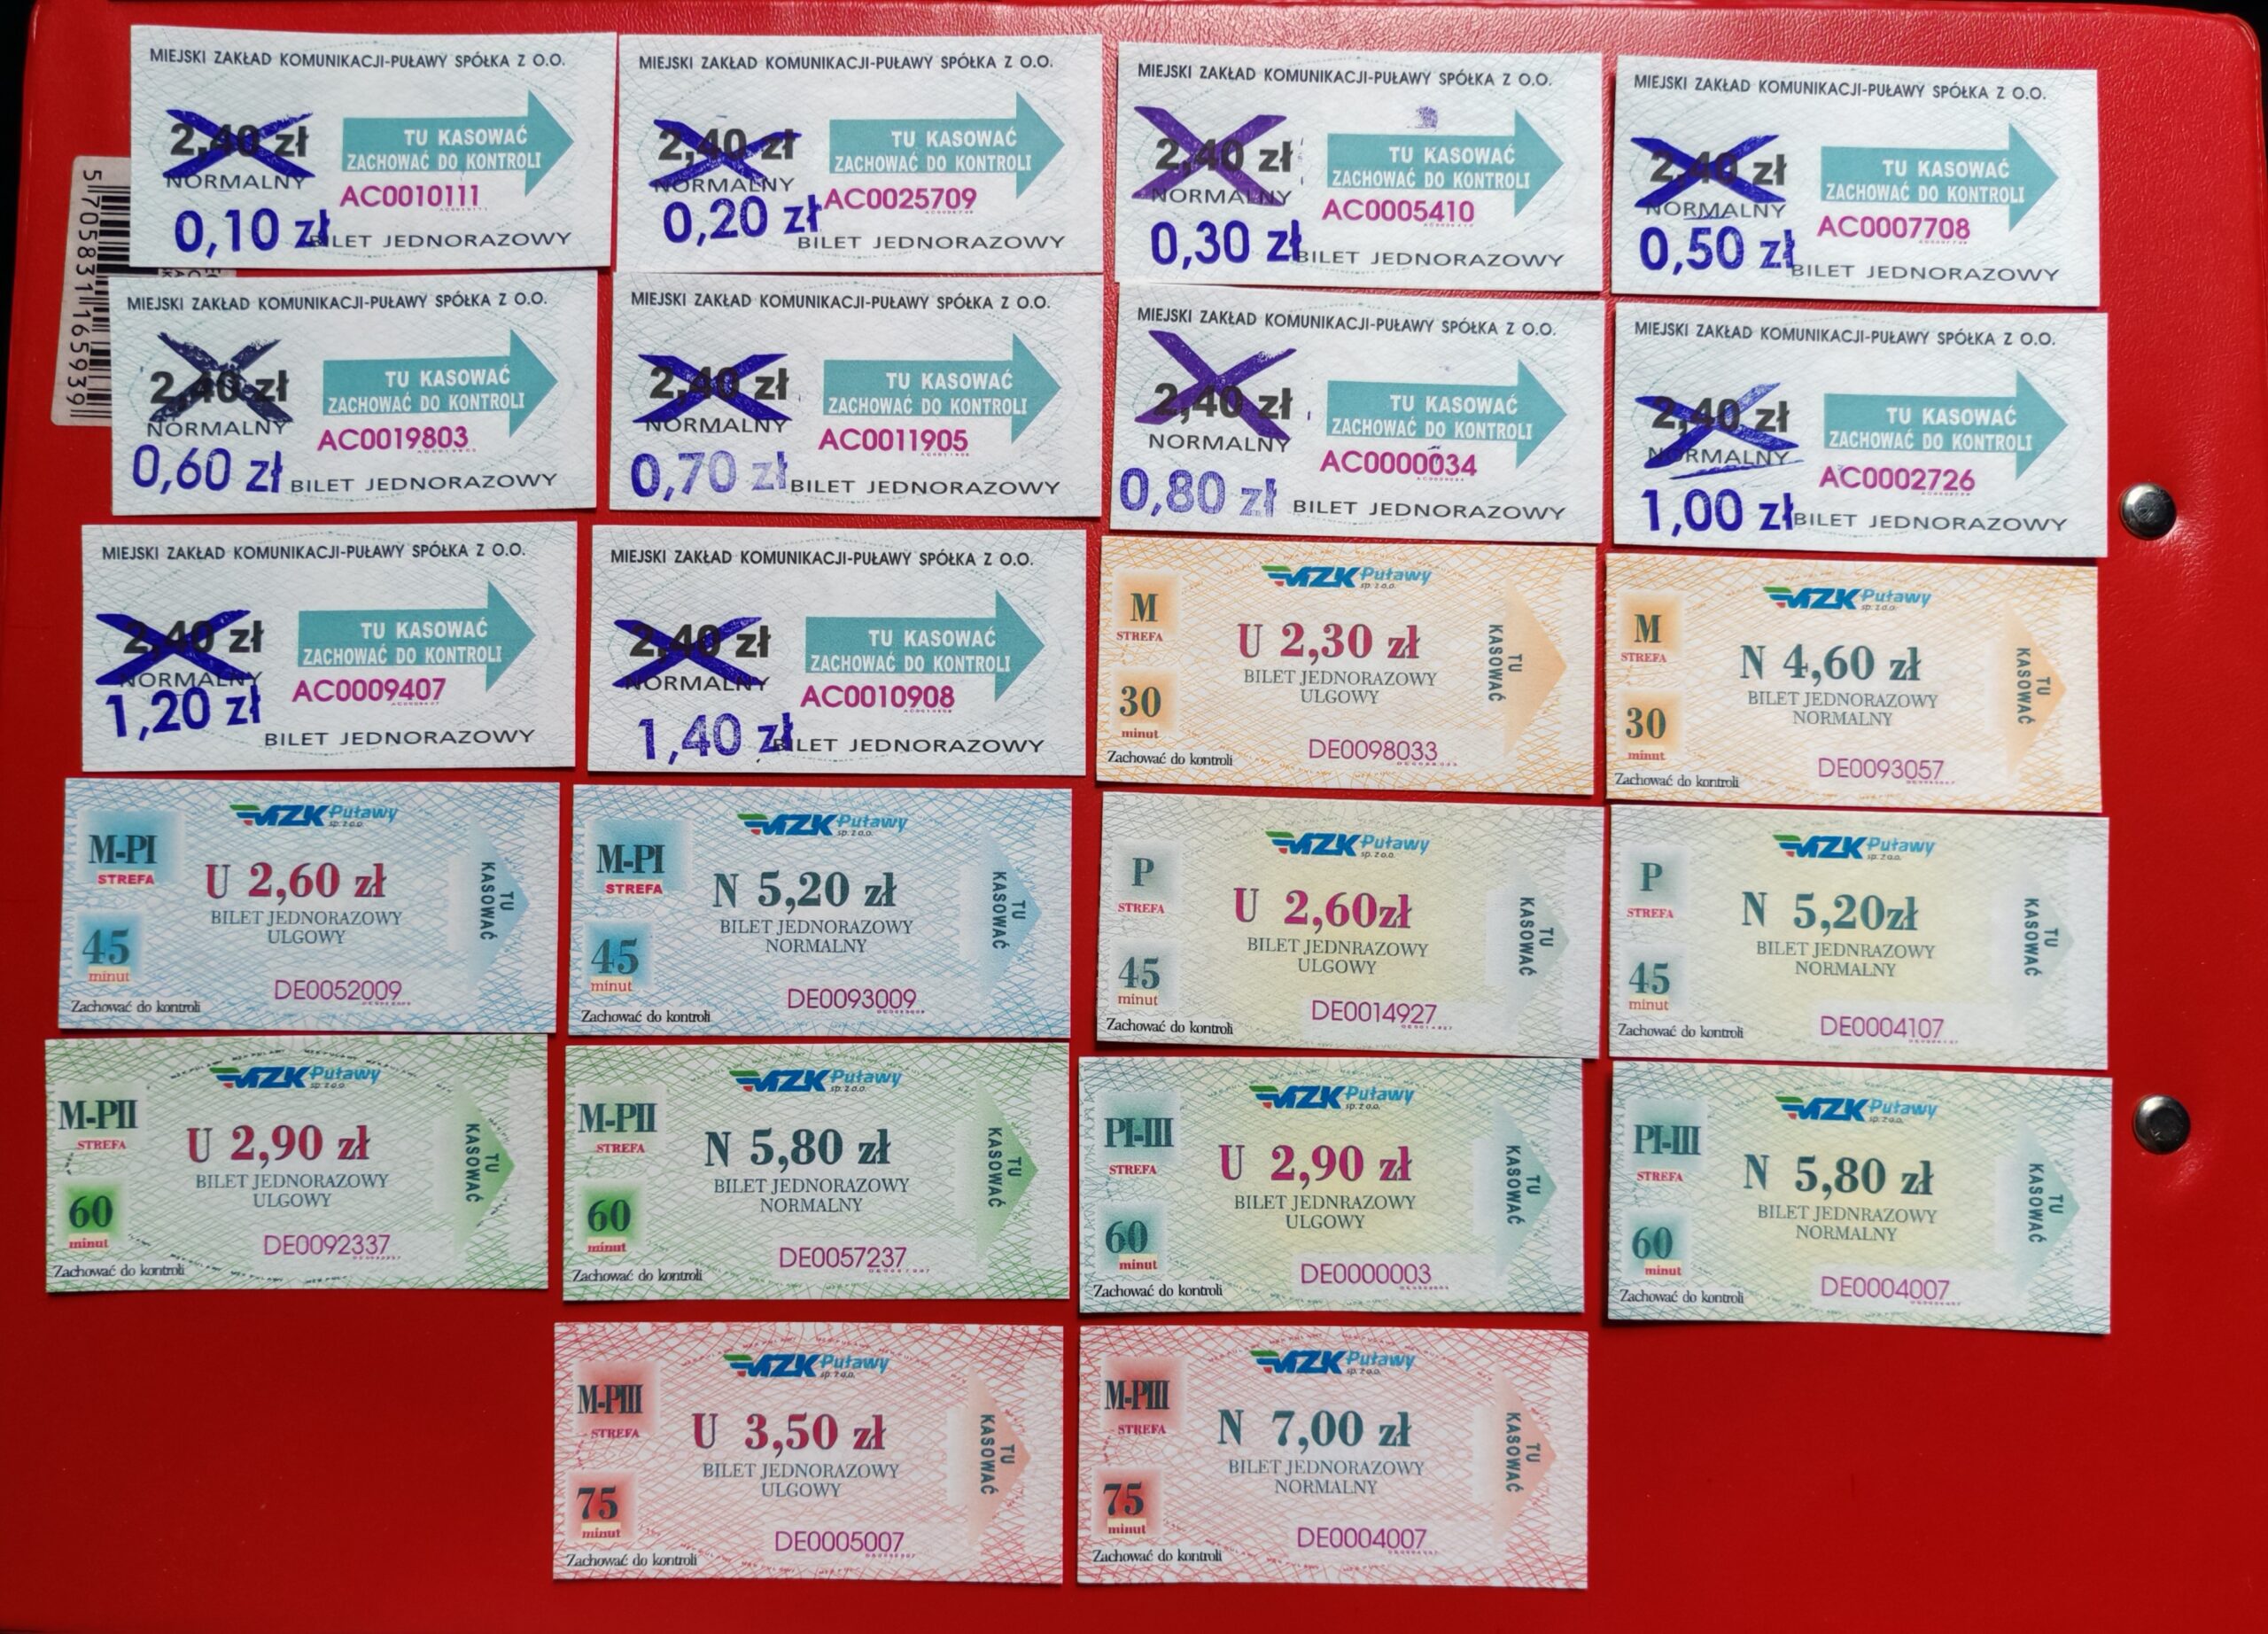 MIEJSKI ZAKŁAD KOMUNIKACJI-PUŁAWY SPÓŁKA Z O.O.
2,40 zł
NORMALNY
0,10 zł
TU KASOWAĆ
ZACHOWAĆ DO KONTROLI
AC0010111
BILET JEDNORAZOWY
MIEJSKI ZAKŁAD KOMUNIKACJI-PUŁAWY SPÓŁKA Z O.O.
2,40 zł
NORMALNY
0,20 zł
TU KASOWAĆ
ZACHOWAĆ DO KONTROLI
AC0025709
BILET JEDNORAZOWY
MIEJSKI ZAKŁAD KOMUNIKACJI-PUŁAWY SPÓŁKA Z O.O.
2,40 zł
NORMALNY
0,30 zł
TU KASOWAĆ
ZACHOWAĆ DO KONTROLI
AC0005410
BILET JEDNORAZOWY
MIEJSKI ZAKŁAD KOMUNIKACJI-PUŁAWY SPÓŁKA Z O.O.
2,40 zł
NORMALNY
0,50 zł
TU KASOWAĆ
ZACHOWAĆ DO KONTROLI
AC0007708
BILET JEDNORAZOWY
5 705831 165939
MIEJSKI ZAKŁAD KOMUNIKACJI-PUŁAWY SPÓŁKA Z O.O.
2,40 zł
NORMALNY
0,60 zł
TU KASOWAĆ
ZACHOWAĆ DO KONTROLI
AC0019803
BILET JEDNORAZOWY
MIEJSKI ZAKŁAD KOMUNIKACJI-PUŁAWY SPÓŁKA Z O.O.
2,40 zł
NORMALNY
0,70 zł
TU KASOWAĆ
ZACHOWAĆ DO KONTROLI
AC0011905
BILET JEDNORAZOWY
MIEJSKI ZAKŁAD KOMUNIKACJI-PUŁAWY SPÓŁKA Z O.O.
2,40 zł
NORMALNY
0,80 zł
TU KASOWAĆ
ZACHOWAĆ DO KONTROLI
AC0000034
BILET JEDNORAZOWY
MIEJSKI ZAKŁAD KOMUNIKACJI-PUŁAWY SPÓŁKA Z O.O.
2,40 zł
NORMALNY
1,00 zł
TU KASOWAĆ
ZACHOWAĆ DO KONTROLI
AC0002726
BILET JEDNORAZOWY
MIEJSKI ZAKŁAD KOMUNIKACJI-PUŁAWY SPÓŁKA Z O.O.
2,40 zł
NORMALNY
1,20 zł
TU KASOWAĆ
ZACHOWAĆ DO KONTROLI
AC0009407
BILET JEDNORAZOWY
MIEJSKI ZAKŁAD KOMUNIKACJI-PUŁAWY SPÓŁKA Z O.O.
2,40 zł
NORMALNY
1,40 zł
TU KASOWAĆ
ZACHOWAĆ DO KONTROLI
AC0010908
BILET JEDNORAZOWY
MZK Puławy
sp. z o.o.
M
STREFA
U 2,30 zł
BILET JEDNORAZOWY
ULGOWY
30
minut
DE0098033
Zachować do kontroli
TU
KASOWAĆ
MZK Puławy
sp. z o.o.
M
STREFA
N 4,60 zł
BILET JEDNORAZOWY
NORMALNY
30
minut
DE0093057
Zachować do kontroli
TU
KASOWAĆ
MZK Puławy
sp. z o.o.
M-PI
STREFA
U 2,60 zł
BILET JEDNORAZOWY
ULGOWY
45
minut
DE0052009
Zachować do kontroli
TU
KASOWAĆ
MZK Puławy
sp. z o.o.
M-PI
STREFA
N 5,20 zł
BILET JEDNORAZOWY
NORMALNY
45
minut
DE0093009
Zachować do kontroli
TU
KASOWAĆ
MZK Puławy
sp. z o.o.
P
STREFA
U 2,60zł
BILET JEDNRAZOWY
ULGOWY
45
minut
DE0014927
Zachować do kontroli
TU
KASOWAĆ
MZK Puławy
sp. z o.o.
P
STREFA
N 5,20zł
BILET JEDNRAZOWY
NORMALNY
45
minut
DE0004107
Zachować do kontroli
TU
KASOWAĆ
MZK Puławy
sp. z o.o.
M-PII
STREFA
U 2,90 zł
BILET JEDNORAZOWY
ULGOWY
60
minut
DE0092337
Zachować do kontroli
TU
KASOWAĆ
MZK Puławy
sp. z o.o.
M-PII
STREFA
N 5,80 zł
BILET JEDNORAZOWY
NORMALNY
60
minut
DE0057237
Zachować do kontroli
TU
KASOWAĆ
MZK Puławy
sp. z o.o.
PI-III
STREFA
U 2,90 zł
BILET JEDNRAZOWY
ULGOWY
60
minut
DE0000003
Zachować do kontroli
TU
KASOWAĆ
MZK Puławy
sp. z o.o.
PI-III
STREFA
N 5,80 zł
BILET JEDNRAZOWY
NORMALNY
60
minut
DE0004007
Zachować do kontroli
TU
KASOWAĆ
MZK Puławy
sp. z o.o.
M-PIII
STREFA
U 3,50 zł
BILET JEDNORAZOWY
ULGOWY
75
minut
DE0005007
Zachować do kontroli
TU
KASOWAĆ
MZK Puławy
sp. z o.o.
M-PIII
STREFA
N 7,00 zł
BILET JEDNORAZOWY
NORMALNY
75
minut
DE0004007
Zachować do kontroli
TU
KASOWAĆ